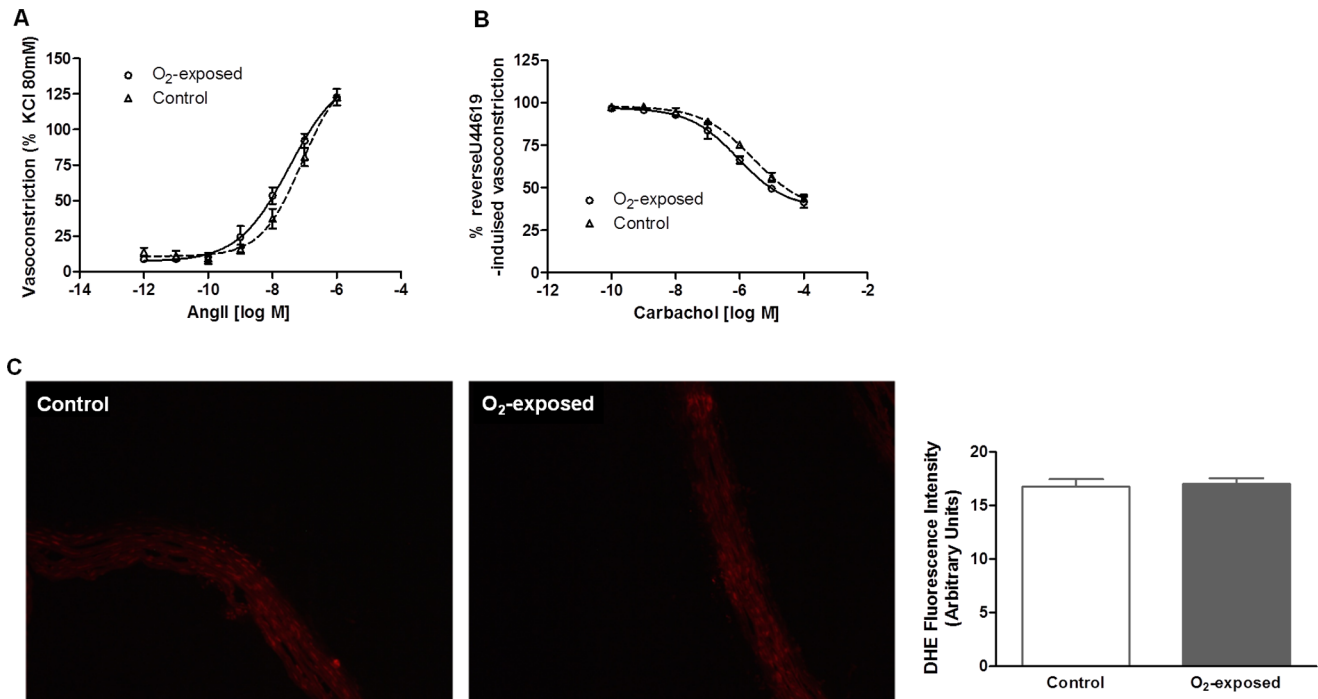 A
Vasoconstriction (% KCl 80mM)
150
125
100
75
50
25
0
O₂-exposed
Control
-14
-12
-10
-8
-6
-4
AngII [log M]
B
% reverseU44619
-induised vasoconstriction
125
100
75
50
25
0
O₂-exposed
Control
-12
-10
-8
-6
-4
-2
Carbachol [log M]
C
Control
O₂-exposed
DHE Fluorescence Intensity
(Arbitrary Units)
20
15
10
5
0
Control
O₂-exposed